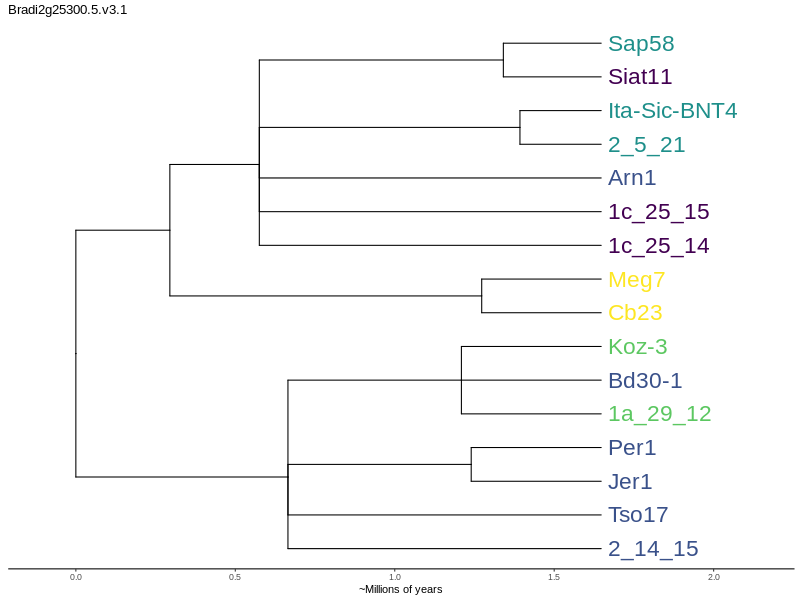 Bradi2g25300.5.v3.1
Sap58
Siat11
Ita-Sic-BNT4
2_5_21
Arn1
1c_25_15
1c_25_14
Meg7
Cb23
Koz-3
Bd30-1
1a_29_12
Per1
Jer1
Tso17
2_14_15
0.0 0.5 1.0 1.5 2.0
~Millions of years